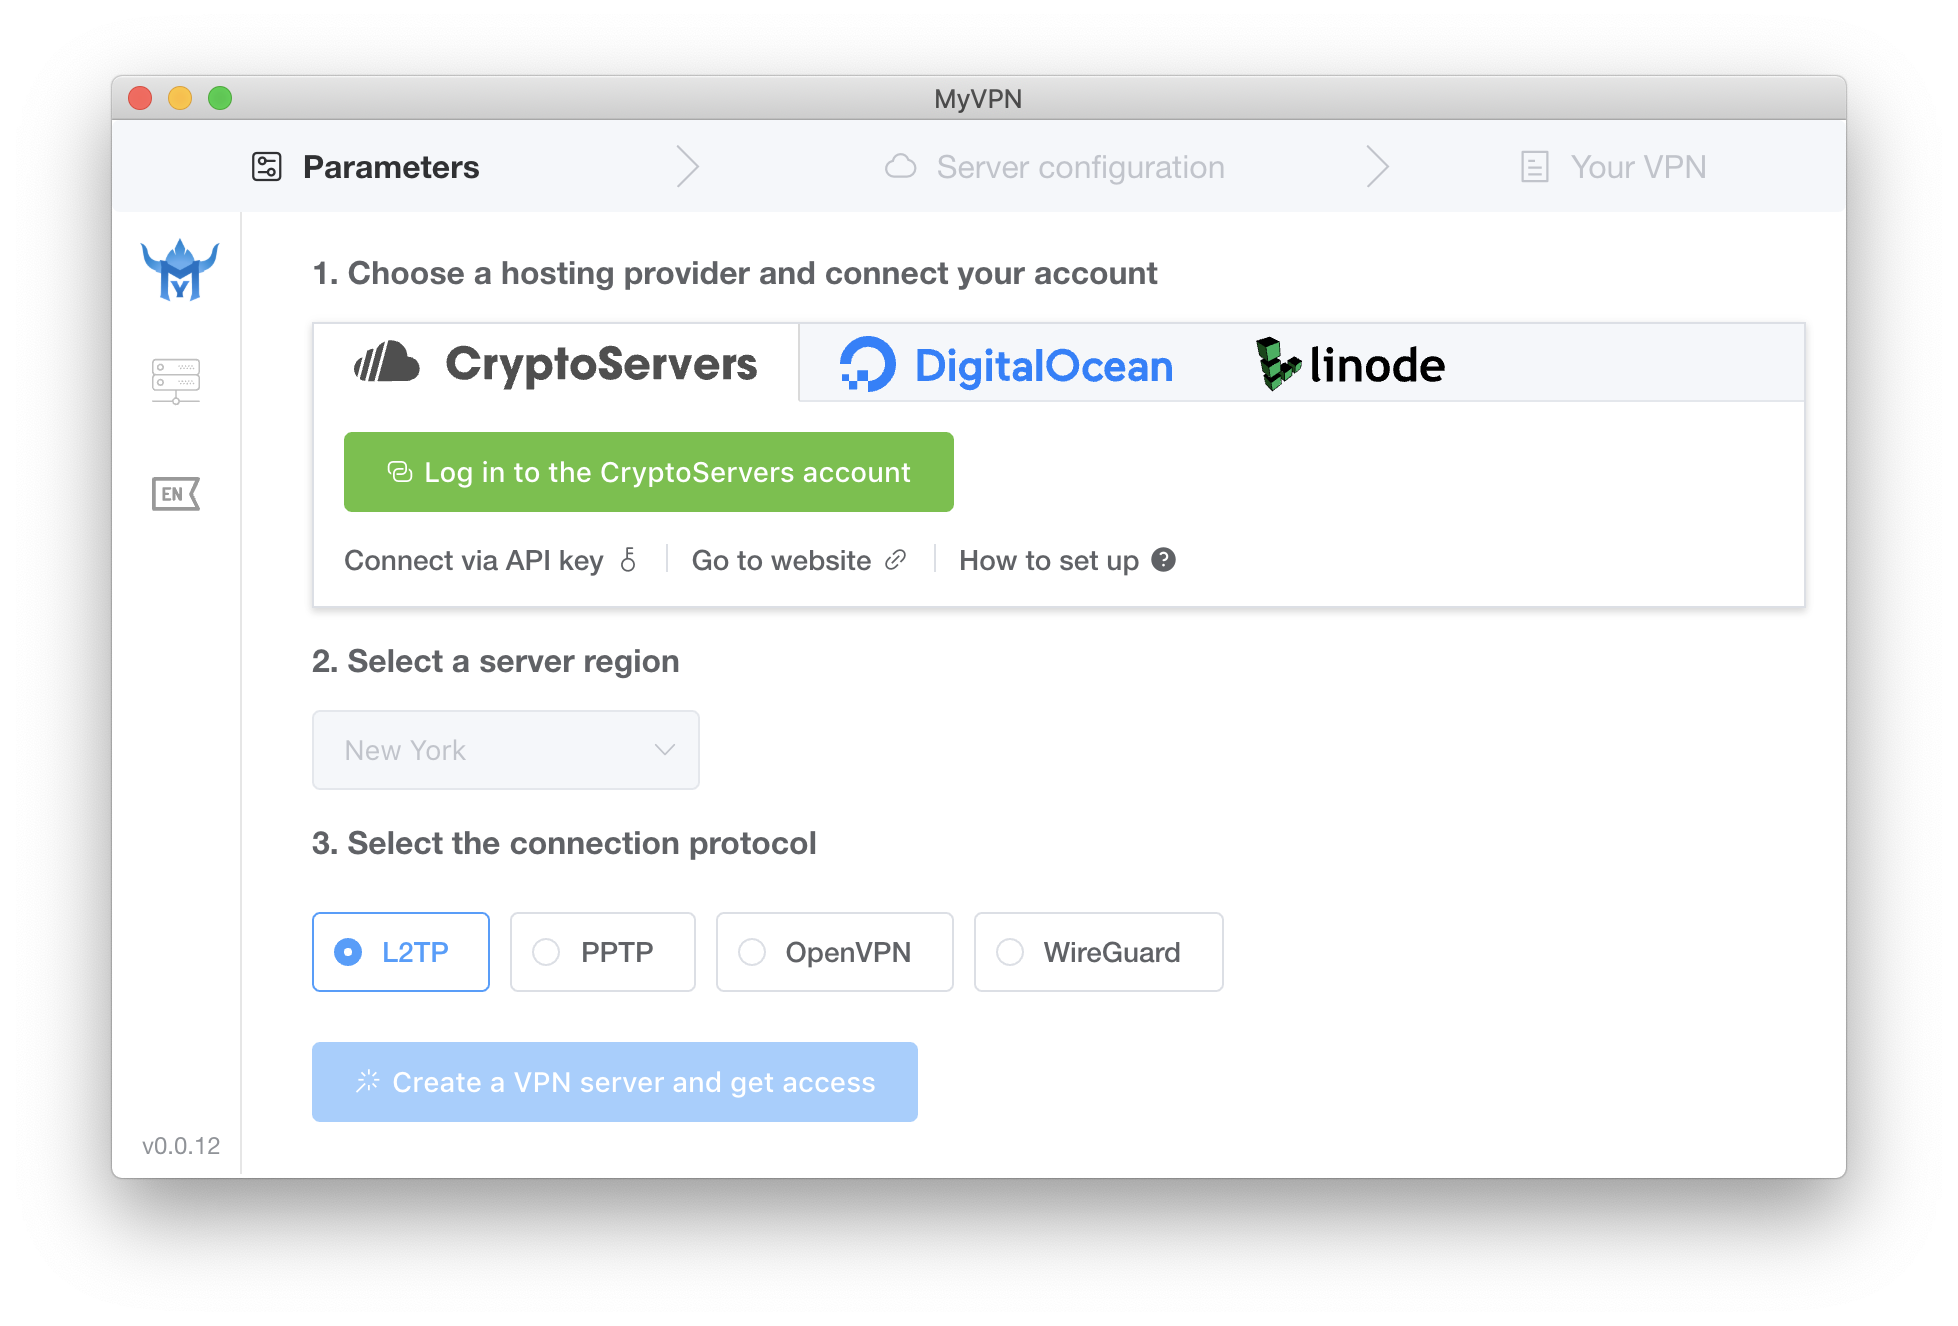 MyVPN
Parameters
Server configuration
Your VPN
MY
EN
1. Choose a hosting provider and connect your account
CryptoServers
DigitalOcean
linode
Log in to the CryptoServers account
Connect via API key
Go to website
How to set up ?
2. Select a server region
New York
3. Select the connection protocol
L2TP
PPTP
OpenVPN
WireGuard
Create a VPN server and get access
v0.0.12